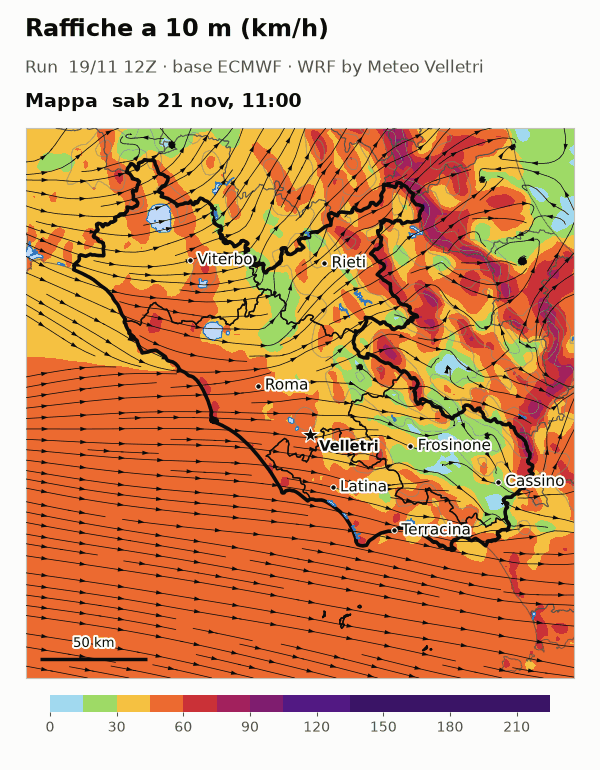 Raffiche a 10 m (km/h)
Run  19/11 12Z · base ECMWF · WRF by Meteo Velletri
Mappa  sab 21 nov, 11:00
Viterbo
Rieti
Roma
Velletri
Frosinone
Cassino
Latina
Terracina
50 km
0 30 60 90 120 150 180 210